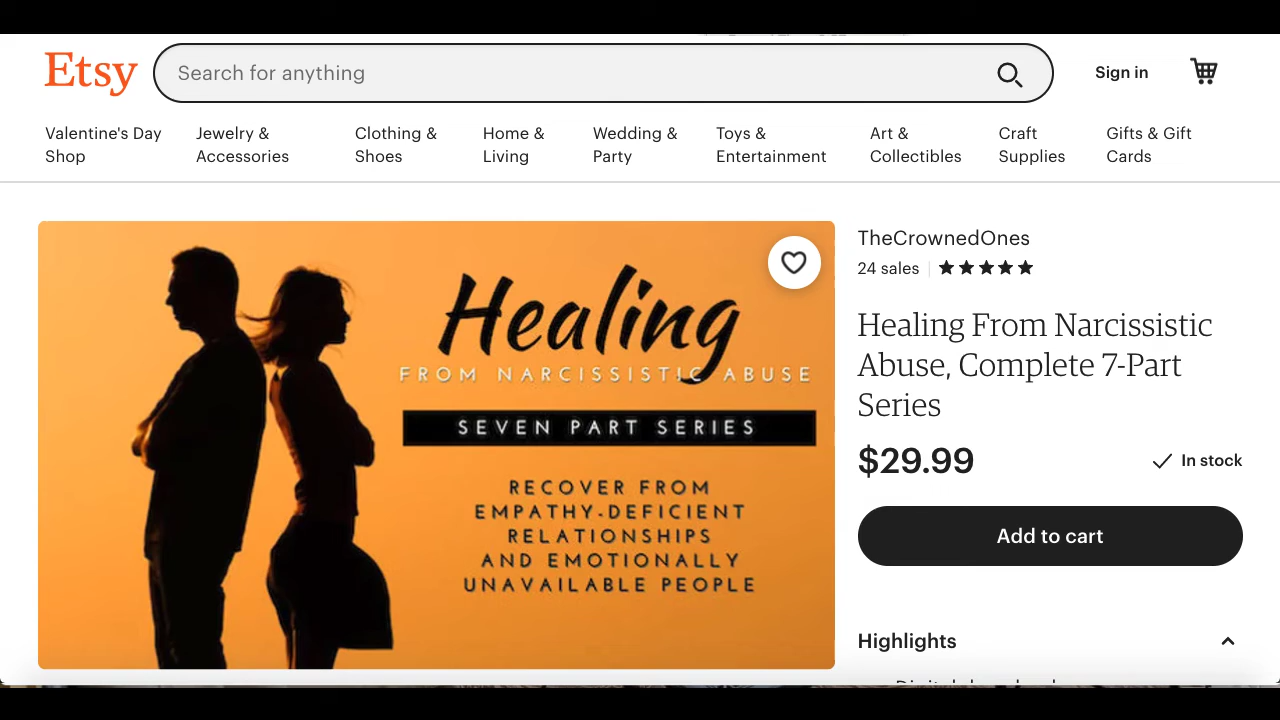 Etsy
Search for anything
Sign in
Valentine's Day
Shop
Jewelry &
Accessories
Clothing &
Shoes
Home &
Living
Wedding &
Party
Toys &
Entertainment
Art &
Collectibles
Craft
Supplies
Gifts & Gift
Cards
Healing
FROM NARCISSISTIC ABUSE
SEVEN PART SERIES
RECOVER FROM
EMPATHY-DEFICIENT
RELATIONSHIPS
AND EMOTIONALLY
UNAVAILABLE PEOPLE
TheCrownedOnes
24 sales
Healing From Narcissistic
Abuse, Complete 7-Part
Series
$29.99
In stock
Add to cart
Highlights